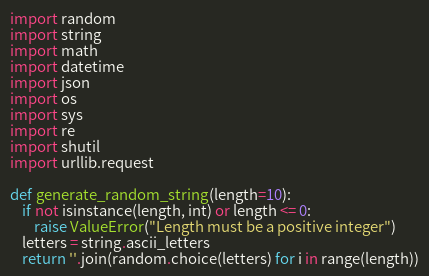 import random
import string
import math
import datetime
import json
import os
import sys
import re
import shutil
import urllib.request

def generate_random_string(length=10):
    if not isinstance(length, int) or length <= 0:
        raise ValueError("Length must be a positive integer")
    letters = string.ascii_letters
    return ''.join(random.choice(letters) for i in range(length))